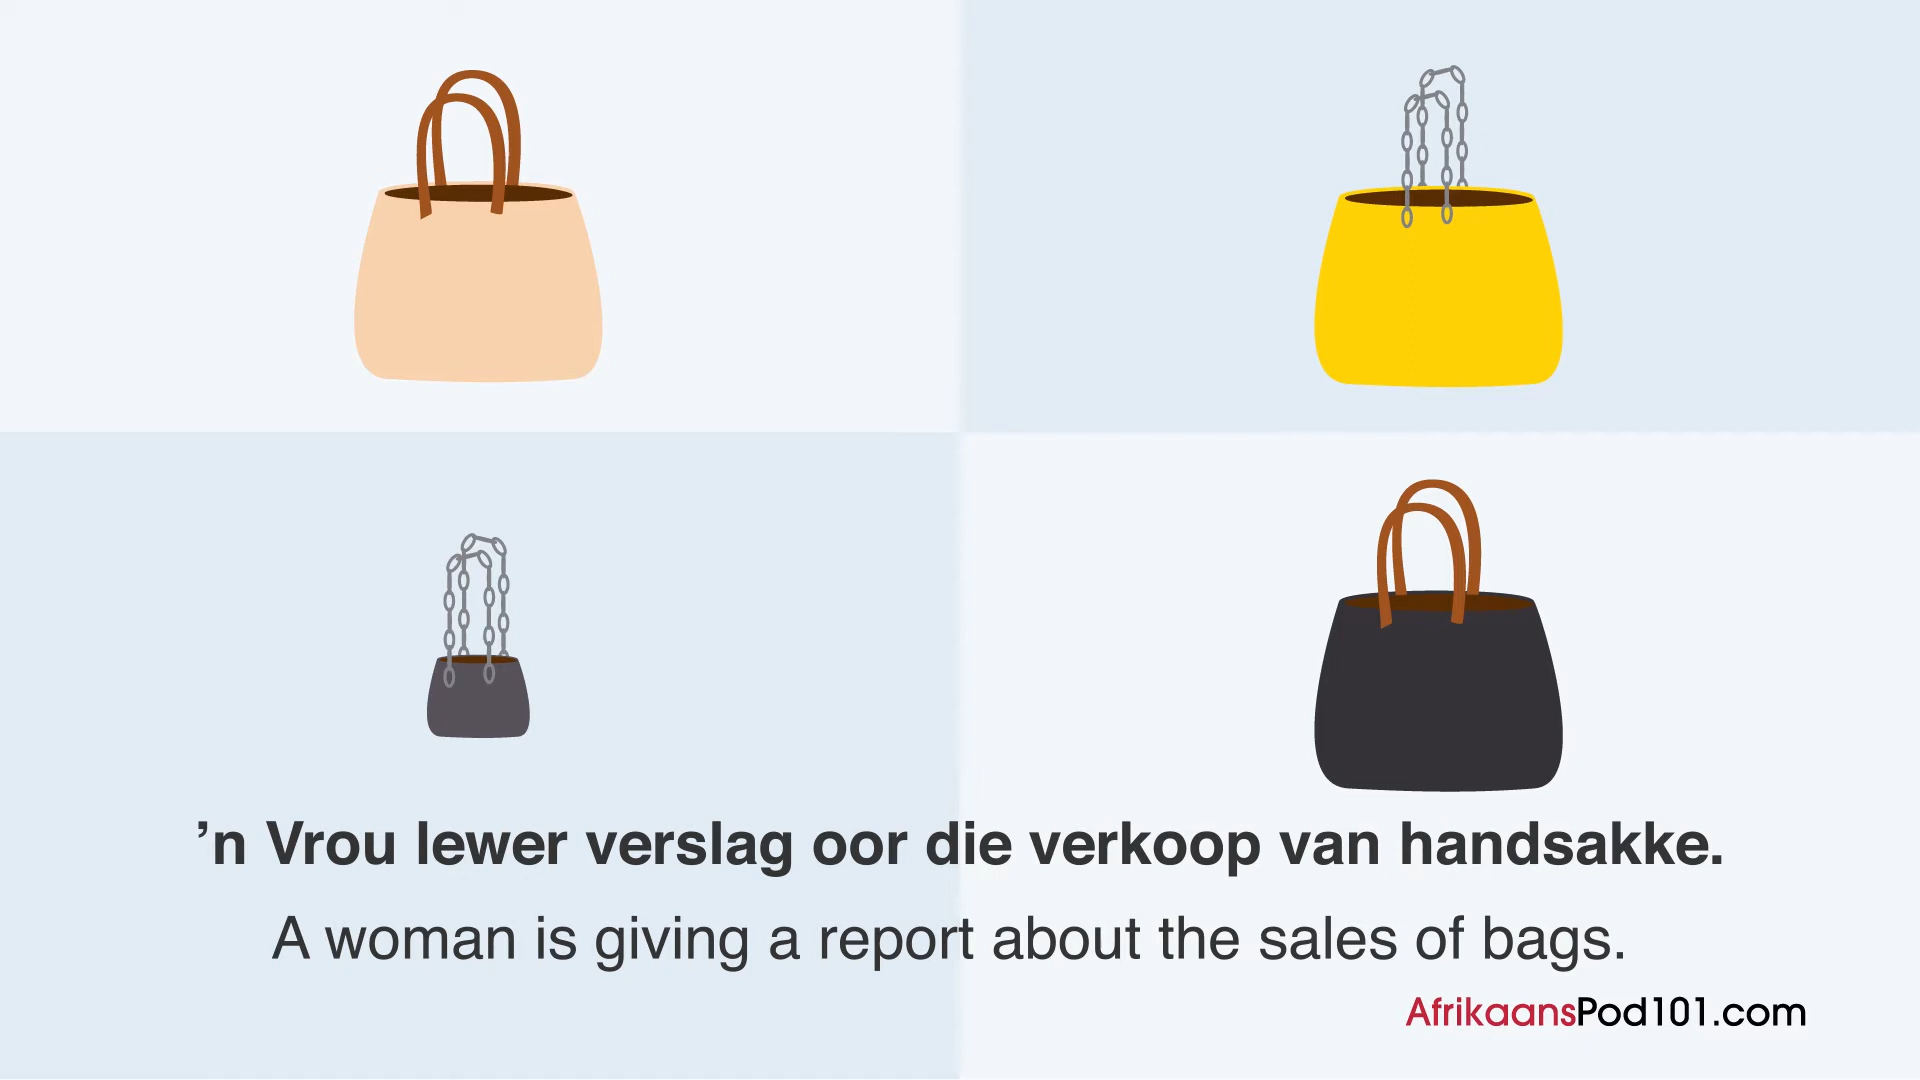 ’n Vrou lewer verslag oor die verkoop van handsakke.
A woman is giving a report about the sales of bags.
AfrikaansPod101.com